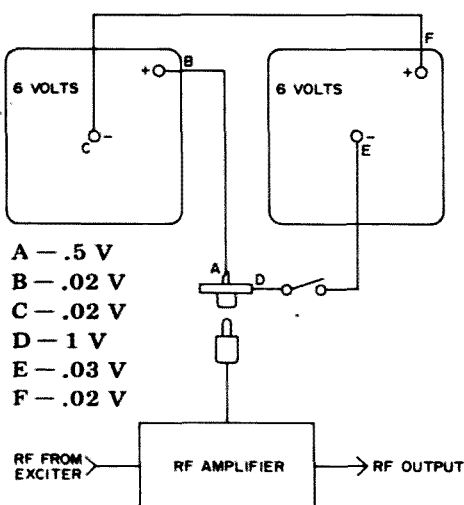 F
B
+
+
6 VOLTS
6 VOLTS
C
-
-
E
A — .5 V
B — .02 V
C — .02 V
D — 1 V
E — .03 V
F — .02 V
A
D
RF FROM
EXCITER
RF AMPLIFIER
RF OUTPUT